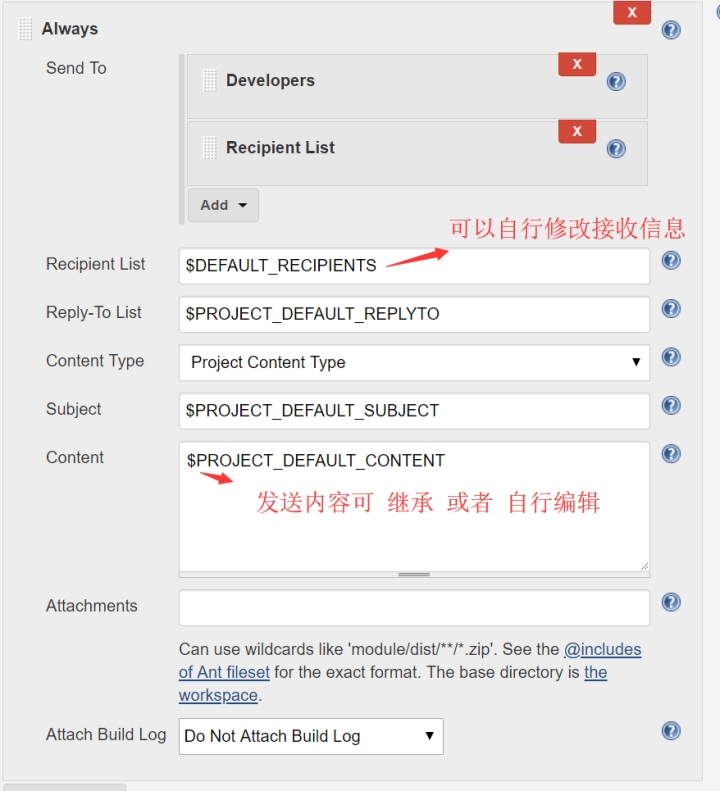 X
Always
Send To
X
Developers
X
Recipient List
Add
可以自行修改接收信息
Recipient List
$DEFAULT_RECIPIENTS
Reply-To List
$PROJECT_DEFAULT_REPLYTO
Content Type
Project Content Type
Subject
$PROJECT_DEFAULT_SUBJECT
Content
$PROJECT_DEFAULT_CONTENT
发送内容可 继承 或者 自行编辑
Attachments
Can use wildcards like 'module/dist/**/*.zip'. See the @includes
of Ant fileset for the exact format. The base directory is the
workspace.
Attach Build Log
Do Not Attach Build Log